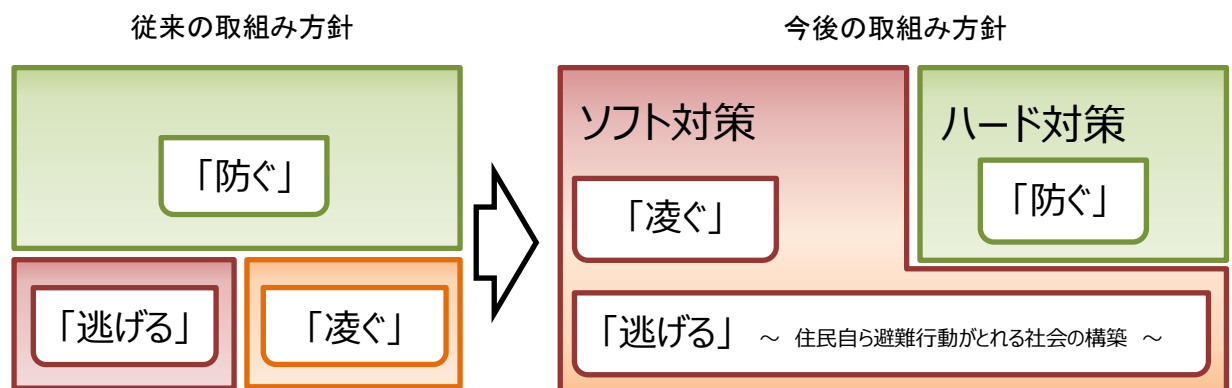 従来の取組み方針
「防ぐ」
「逃げる」
「凌ぐ」
今後の取組み方針
ソフト対策
「凌ぐ」
ハード対策
「防ぐ」
「逃げる」 ～ 住民自ら避難行動がとれる社会の構築 ～